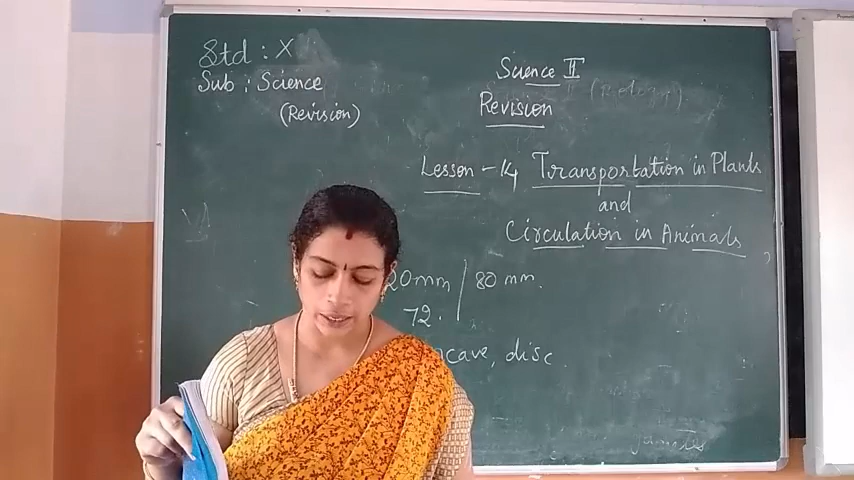 Std : X
Sub : Science
(Revision)
Science II
Revision
Lesson - 14 Transportation in Plants
and
Circulation in Animals
20mm / 80 mm.
72.
cave, disc